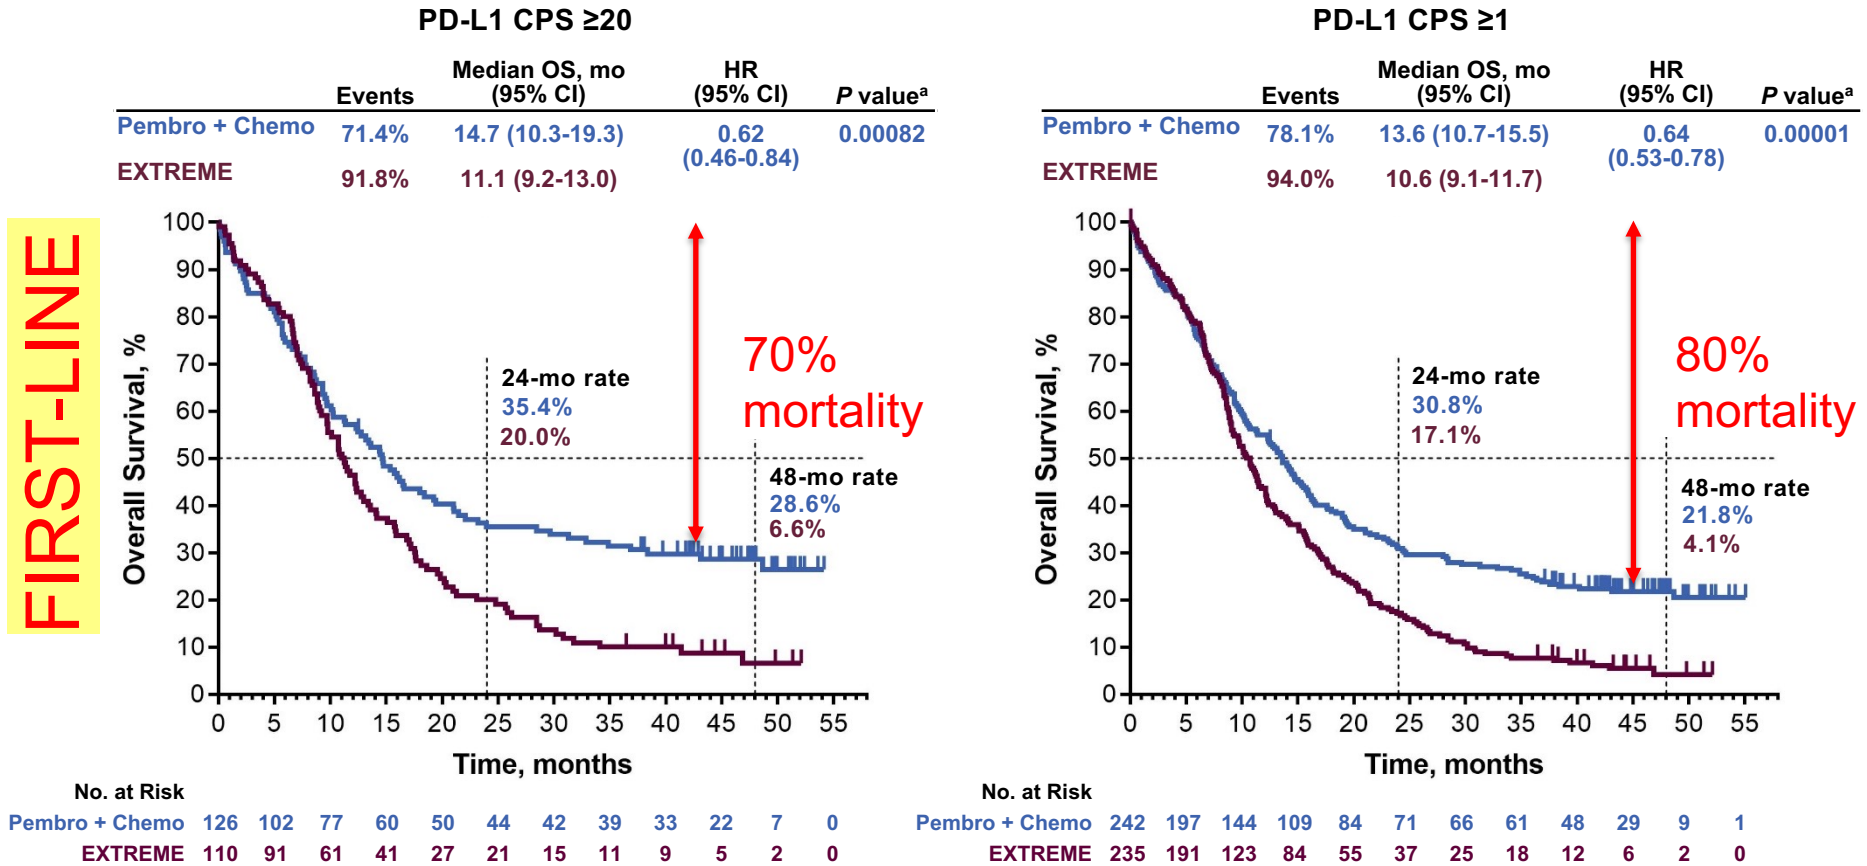 FIRST-LINE
PD-L1 CPS ≥20
Events Median OS, mo (95% CI) HR (95% CI) P valueᵃ
Pembro + Chemo 71.4% 14.7 (10.3-19.3) 0.62 (0.46-0.84) 0.00082
EXTREME 91.8% 11.1 (9.2-13.0)
Overall Survival, %
100
90
80
70
60
50
40
30
20
10
0
24-mo rate
35.4%
20.0%
70%
mortality
48-mo rate
28.6%
6.6%
0 5 10 15 20 25 30 35 40 45 50 55
Time, months
No. at Risk
Pembro + Chemo 126 102 77 60 50 44 42 39 33 22 7 0
EXTREME 110 91 61 41 27 21 15 11 9 5 2 0
PD-L1 CPS ≥1
Events Median OS, mo (95% CI) HR (95% CI) P valueᵃ
Pembro + Chemo 78.1% 13.6 (10.7-15.5) 0.64 (0.53-0.78) 0.00001
EXTREME 94.0% 10.6 (9.1-11.7)
Overall Survival, %
100
90
80
70
60
50
40
30
20
10
0
24-mo rate
30.8%
17.1%
80%
mortality
48-mo rate
21.8%
4.1%
0 5 10 15 20 25 30 35 40 45 50 55
Time, months
No. at Risk
Pembro + Chemo 242 197 144 109 84 71 66 61 48 29 9 1
EXTREME 235 191 123 84 55 37 25 18 12 6 2 0